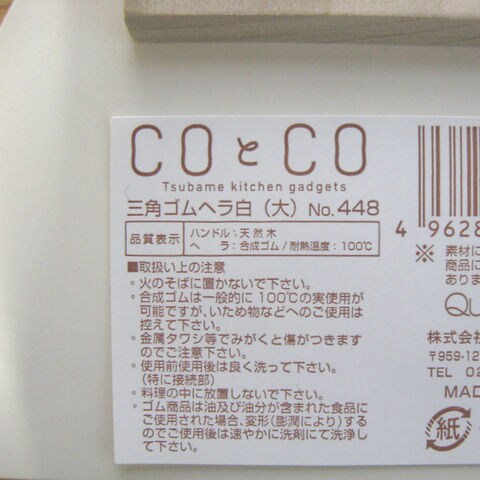 COとCO
Tsubame kitchen gadgets
三角ゴムヘラ白（大）No.448
品質表示
ハンドル：天然木
ヘ　ラ：合成ゴム / 耐熱温度：100℃
■取扱い上の注意
◦火のそばに置かないで下さい。
◦合成ゴムは一般的に100℃の実使用が
可能ですが、いため物などへのご使用は
控えて下さい。
◦金属タワシ等でみがくと傷がつきます
のでご注意下さい。
◦使用前使用後は良く洗って下さい。
(特に接続部)
◦料理の中に放置しないで下さい。
◦ゴム商品は油及び油分が含まれた食品に
ご使用された場合、変形(膨潤により)する
のでご使用後は速やかに洗剤にて洗浄し
て下さい。
4 9628
※ 素材に
商品に
ありま
Qu
株式会社
〒959-12
TEL 02
MAD
紙